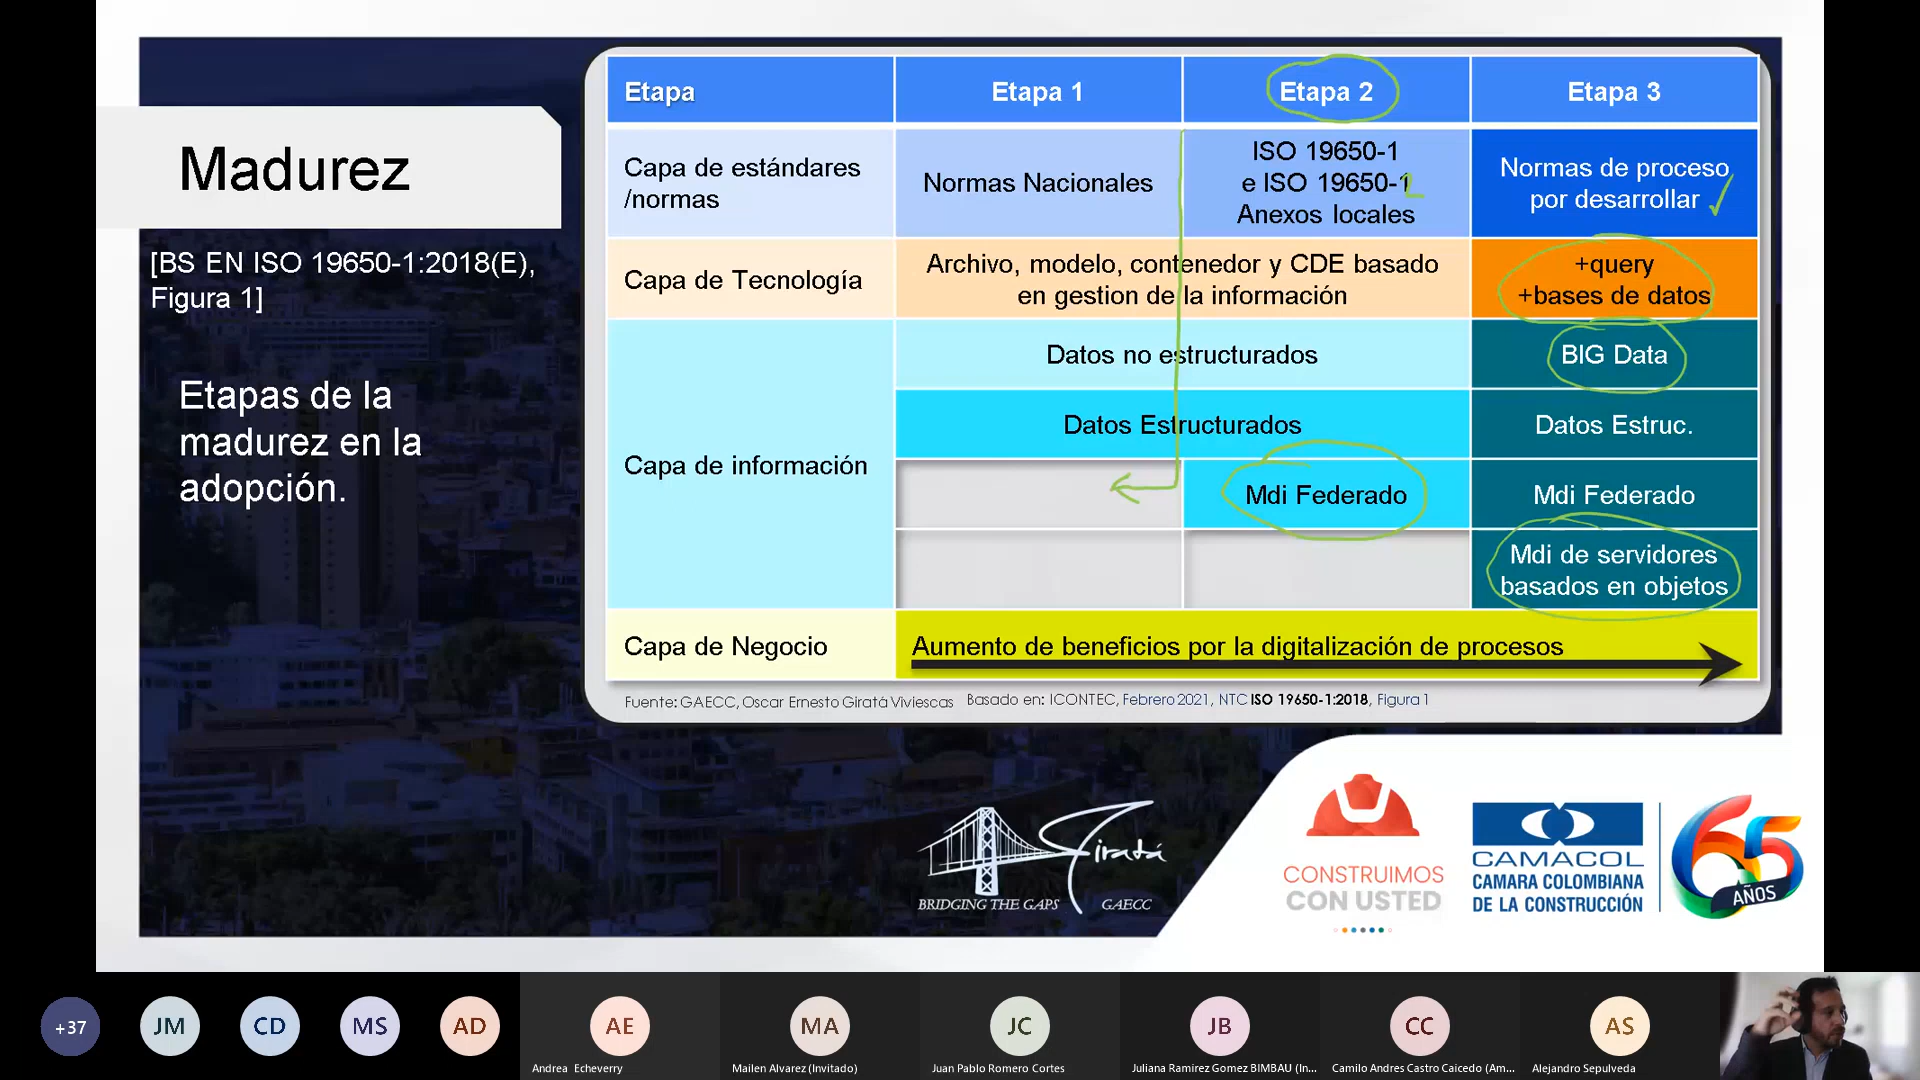 Madurez
[BS EN ISO 19650-1:2018(E),
Figura 1]
Etapas de la
madurez en la
adopción.
Etapa
Etapa 1
Etapa 2
Etapa 3
Capa de estándares
/normas
Normas Nacionales
ISO 19650-1
e ISO 19650-1
Anexos locales
Normas de proceso
por desarrollar
Capa de Tecnología
Archivo, modelo, contenedor y CDE basado
en gestion de la información
+query
+bases de datos
Capa de información
Datos no estructurados
BIG Data
Datos Estructurados
Datos Estruc.
Mdi Federado
Mdi Federado
Mdi de servidores
basados en objetos
Capa de Negocio
Aumento de beneficios por la digitalización de procesos
Fuente: GAECC, Oscar Ernesto Giratá Viviescas Basado en: ICONTEC, Febrero 2021, NTC ISO 19650-1:2018, Figura 1
Giratá
BRIDGING THE GAPS GAECC
CONSTRUIMOS
CON USTED
CAMACOL
CAMARA COLOMBIANA
DE LA CONSTRUCCIÓN
65
AÑOS
+37
JM
CD
MS
AD
AE
MA
JC
JB
CC
AS
Andrea Echeverry
Mailen Alvarez (Invitado)
Juan Pablo Romero Cortes
Juliana Ramirez Gomez BIMBAU (In...
Camilo Andres Castro Caicedo (Am...
Alejandro Sepulveda